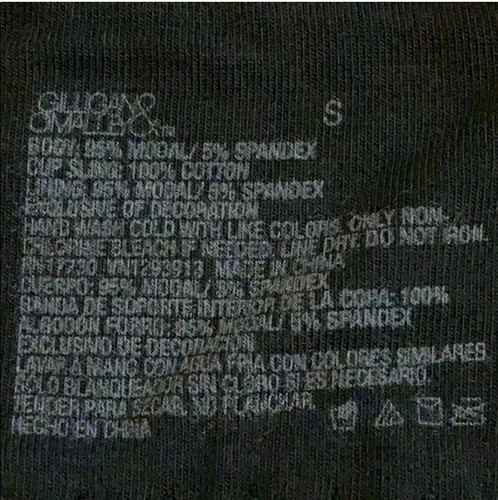 GILLIGAN &
O'MALLEY™
S
BODY: 95% MODAL/ 5% SPANDEX
CUP SLING: 100% COTTON
LINING: 95% MODAL/ 5% SPANDEX
EXCLUSIVE OF DECORATION
HAND WASH COLD WITH LIKE COLORS. ONLY NON-
CHLORINE BLEACH IF NEEDED. LINE DRY. DO NOT IRON.
MADE IN CHINA
CUERPO: 95% MODAL/ 5% SPANDEX
BANDA DE SOPORTE INTERIOR DE LA COPA: 100%
ALGODON FORRO: 95% MODAL/ 5% SPANDEX
EXCLUSIVO DE DECORACION
LAVAR A MANO CON AGUA FRIA CON COLORES SIMILARES.
SOLO BLANQUEADOR SIN CLORO SI ES NECESARIO.
TENDER PARA SECAR. NO PLANCHAR.
HECHO EN CHINA